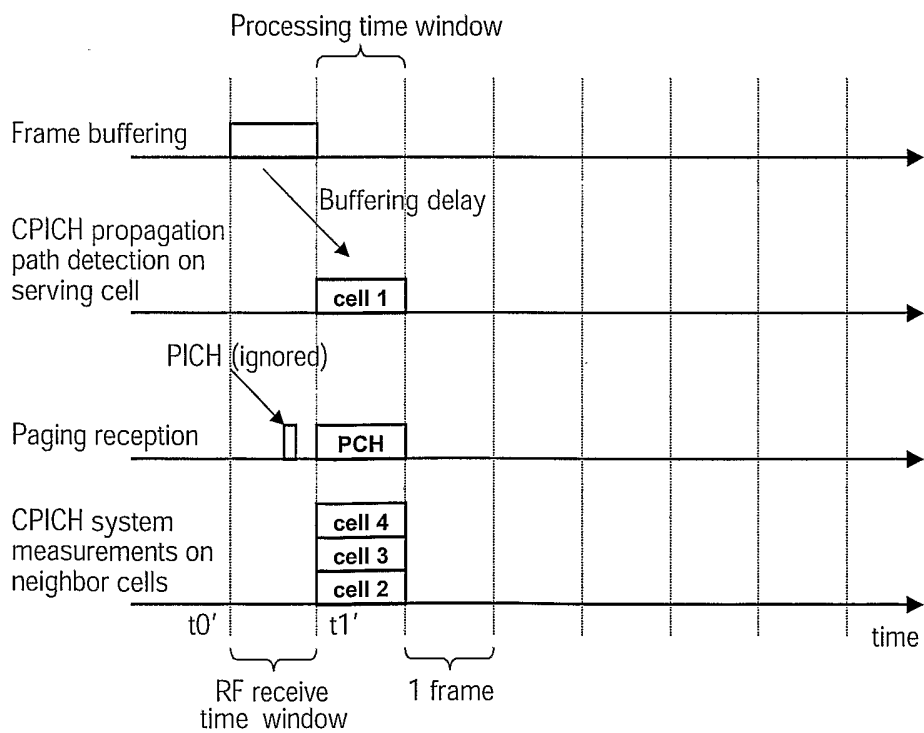 Processing time window
Frame buffering
Buffering delay
CPICH propagation
path detection on
serving cell
cell 1
PICH (ignored)
Paging reception
PCH
CPICH system
measurements on
neighbor cells
cell 4
cell 3
cell 2
t0'
t1'
time
RF receive
time window
1 frame